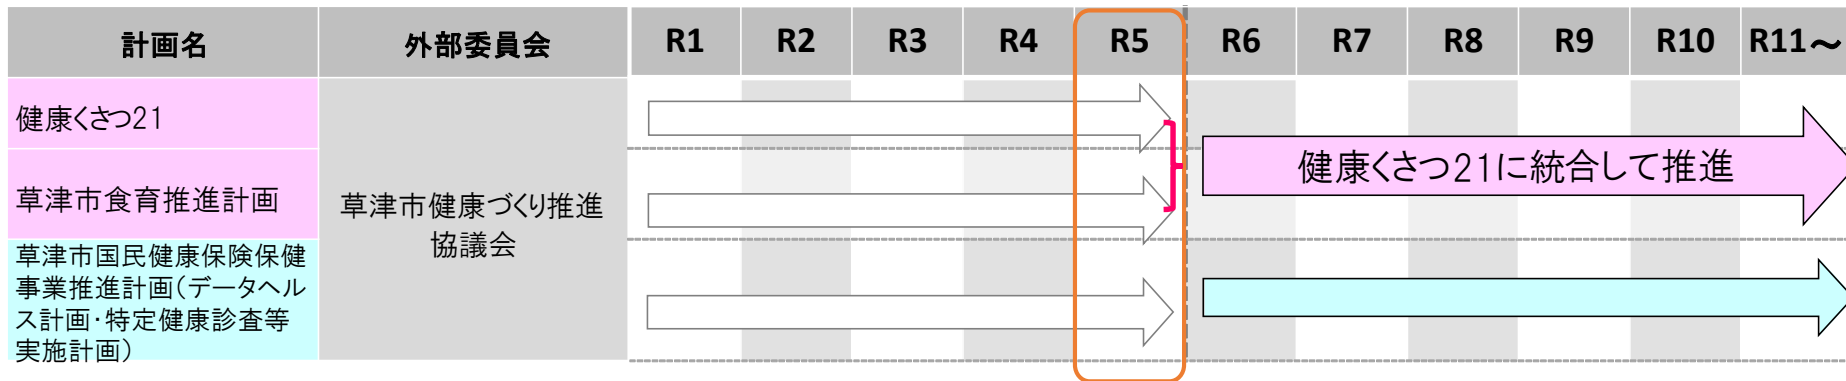 計画名 外部委員会 R1 R2 R3 R4 R5 R6 R7 R8 R9 R10 R11～
健康くさつ21
草津市食育推進計画
草津市国民健康保険保健
事業推進計画(データヘル
ス計画・特定健康診査等
実施計画)
草津市健康づくり推進
協議会
健康くさつ21に統合して推進